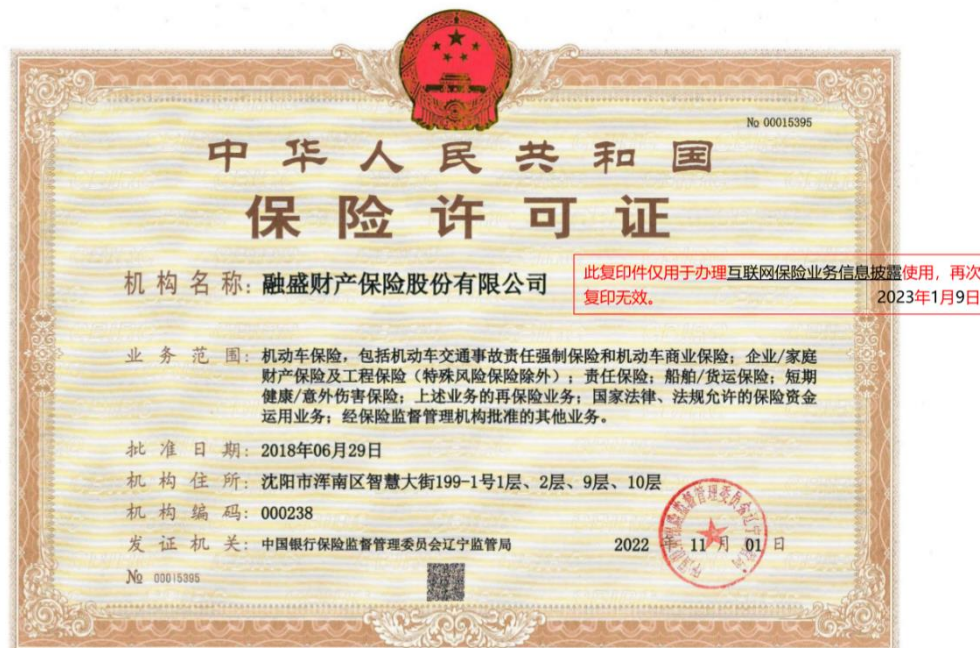 No 00015395
中华人民共和国
保险许可证
机构名称：融盛财产保险股份有限公司
此复印件仅用于办理互联网保险业务信息披露使用，再次
复印无效。
2023年1月9日
业务范围：机动车保险，包括机动车交通事故责任强制保险和机动车商业保险；企业/家庭
财产保险及工程保险（特殊风险保险除外）；责任保险；船舶/货运保险；短期
健康/意外伤害保险；上述业务的再保险业务；国家法律、法规允许的保险资金
运用业务；经保险监督管理机构批准的其他业务。
批准日期：2018年06月29日
机构住所：沈阳市浑南区智慧大街199-1号1层、2层、9层、10层
机构编码：000238
发证机关：中国银行保险监督管理委员会辽宁监管局 2022 11 月 01 日
№ 00015395